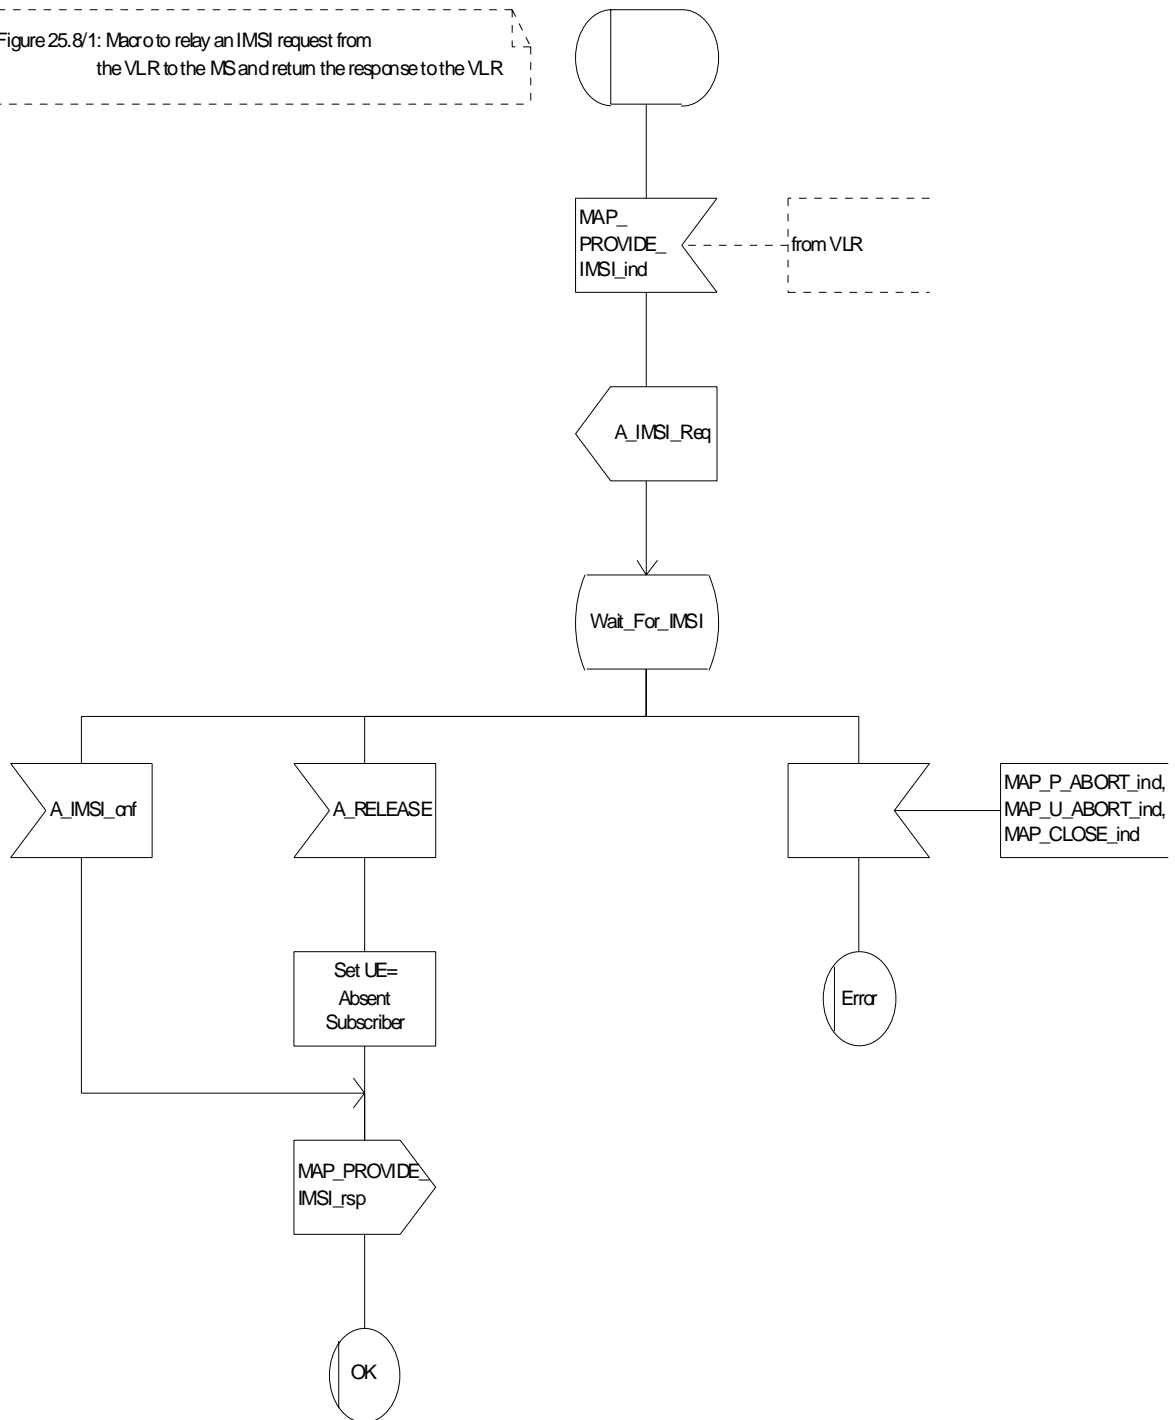 Figure 25.8/1: Macro to relay an IMSI request from
the VLR to the MS and return the response to the VLR
MAP_
PROVIDE_
IMSI_ind
from VLR
A_IMSI_Req
Wait_For_IMSI
A_IMSI_cnf
A_RELEASE
MAP_P_ABORT_ind,
MAP_U_ABORT_ind,
MAP_CLOSE_ind
Set UE=
Absent
Subscriber
Error
MAP_PROVIDE_
IMSI_rsp
OK